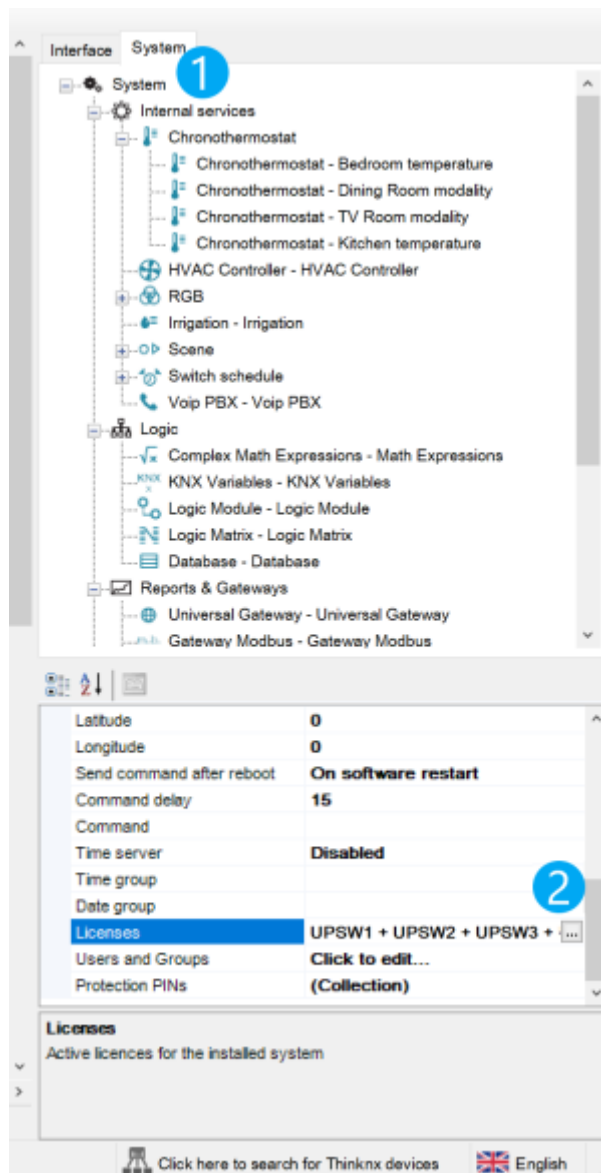 Interface System
1
System
Internal services
Chronothermostat
Chronothermostat - Bedroom temperature
Chronothermostat - Dining Room modality
Chronothermostat - TV Room modality
Chronothermostat - Kitchen temperature
HVAC Controller - HVAC Controller
RGB
Irrigation - Irrigation
Scene
Switch schedule
Voip PBX - Voip PBX
Logic
Complex Math Expressions - Math Expressions
KNX Variables - KNX Variables
Logic Module - Logic Module
Logic Matrix - Logic Matrix
Database - Database
Reports & Gateways
Universal Gateway - Universal Gateway
Gateway Modbus - Gateway Modbus
Latitude 0
Longitude 0
Send command after reboot On software restart
Command delay 15
Command
Time server Disabled
Time group
2
Date group
Licenses UPSW1 + UPSW2 + UPSW3 + ...
Users and Groups Click to edit...
Protection PINs (Collection)
Licenses
Active licences for the installed system
Click here to search for Thinknx devices English